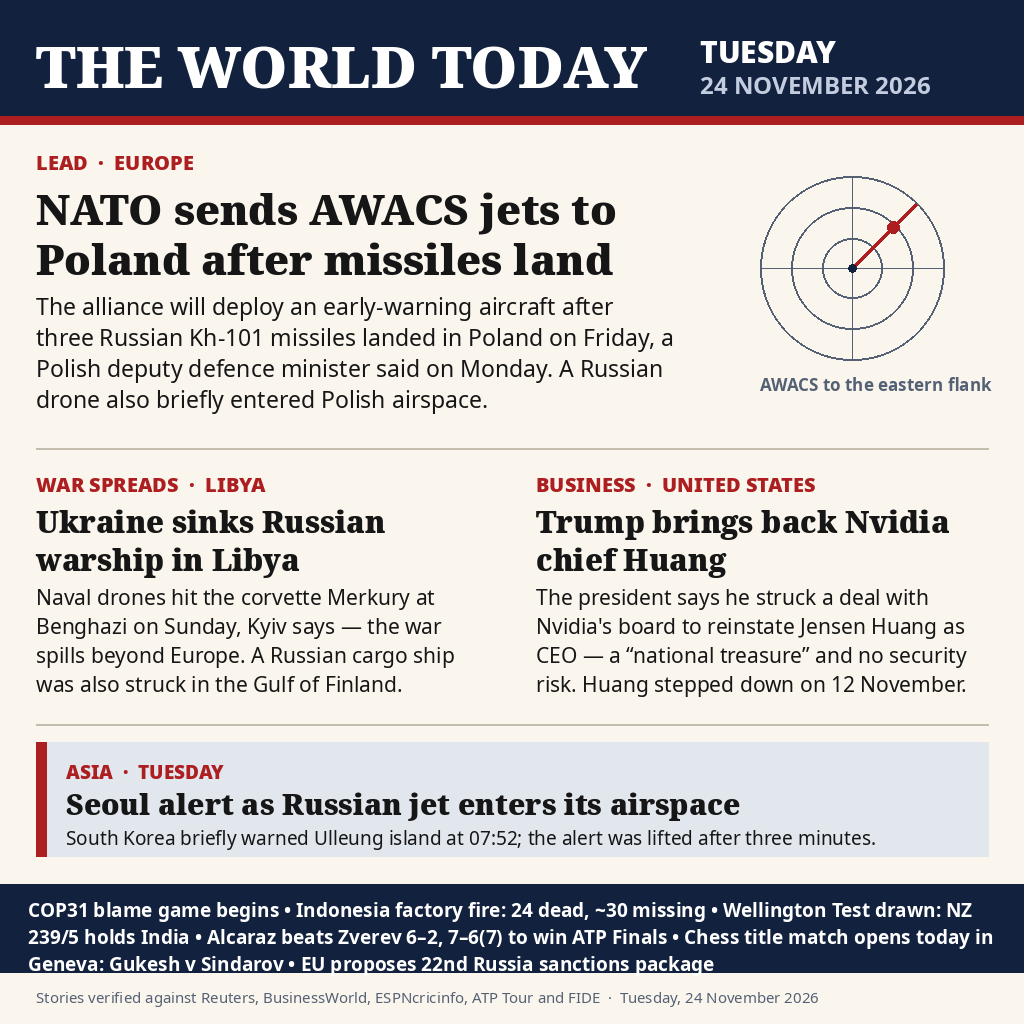 THE WORLD TODAY
TUESDAY
24 NOVEMBER 2026
LEAD · EUROPE
NATO sends AWACS jets to
Poland after missiles land
The alliance will deploy an early-warning aircraft after
three Russian Kh-101 missiles landed in Poland on Friday, a
Polish deputy defence minister said on Monday. A Russian
drone also briefly entered Polish airspace.
AWACS to the eastern flank
WAR SPREADS · LIBYA
Ukraine sinks Russian
warship in Libya
Naval drones hit the corvette Merkury at
Benghazi on Sunday, Kyiv says — the war
spills beyond Europe. A Russian cargo ship
was also struck in the Gulf of Finland.
BUSINESS · UNITED STATES
Trump brings back Nvidia
chief Huang
The president says he struck a deal with
Nvidia's board to reinstate Jensen Huang as
CEO — a “national treasure” and no security
risk. Huang stepped down on 12 November.
ASIA · TUESDAY
Seoul alert as Russian jet enters its airspace
South Korea briefly warned Ulleung island at 07:52; the alert was lifted after three minutes.
COP31 blame game begins • Indonesia factory fire: 24 dead, ~30 missing • Wellington Test drawn: NZ
239/5 holds India • Alcaraz beats Zverev 6–2, 7–6(7) to win ATP Finals • Chess title match opens today in
Geneva: Gukesh v Sindarov • EU proposes 22nd Russia sanctions package
Stories verified against Reuters, BusinessWorld, ESPNcricinfo, ATP Tour and FIDE · Tuesday, 24 November 2026